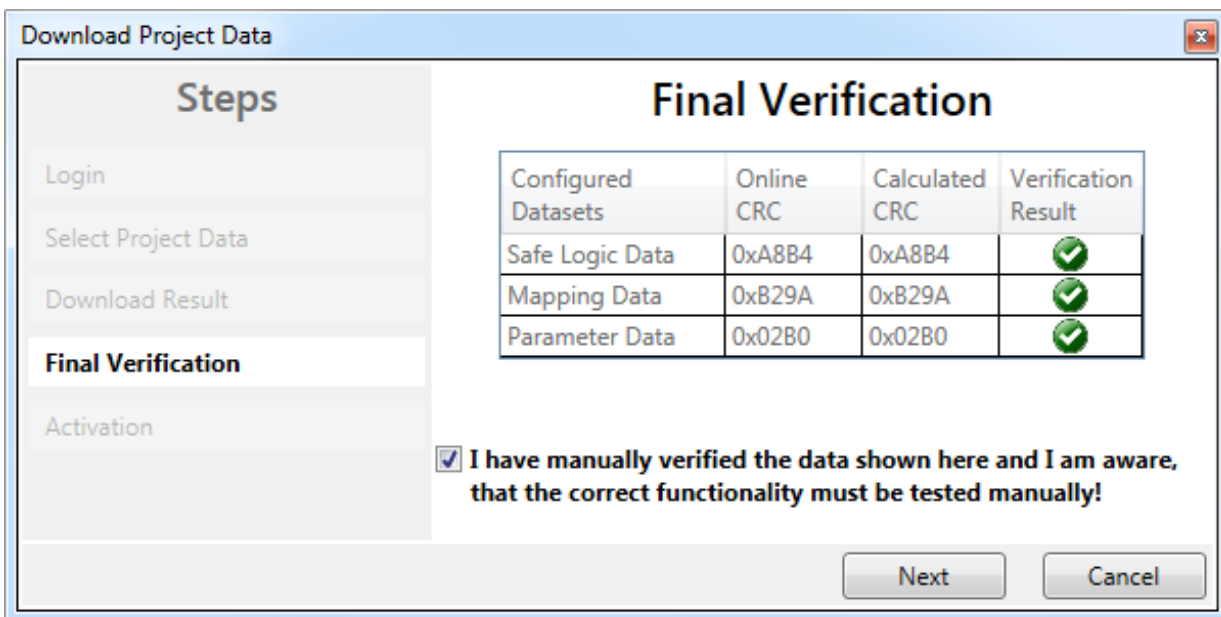 Download Project Data
Steps
Login
Select Project Data
Download Result
Final Verification
Activation
Final Verification
Configured Datasets Online CRC Calculated CRC Verification Result
Safe Logic Data 0xA8B4 0xA8B4
Mapping Data 0xB29A 0xB29A
Parameter Data 0x02B0 0x02B0
I have manually verified the data shown here and I am aware,
that the correct functionality must be tested manually!
Next Cancel